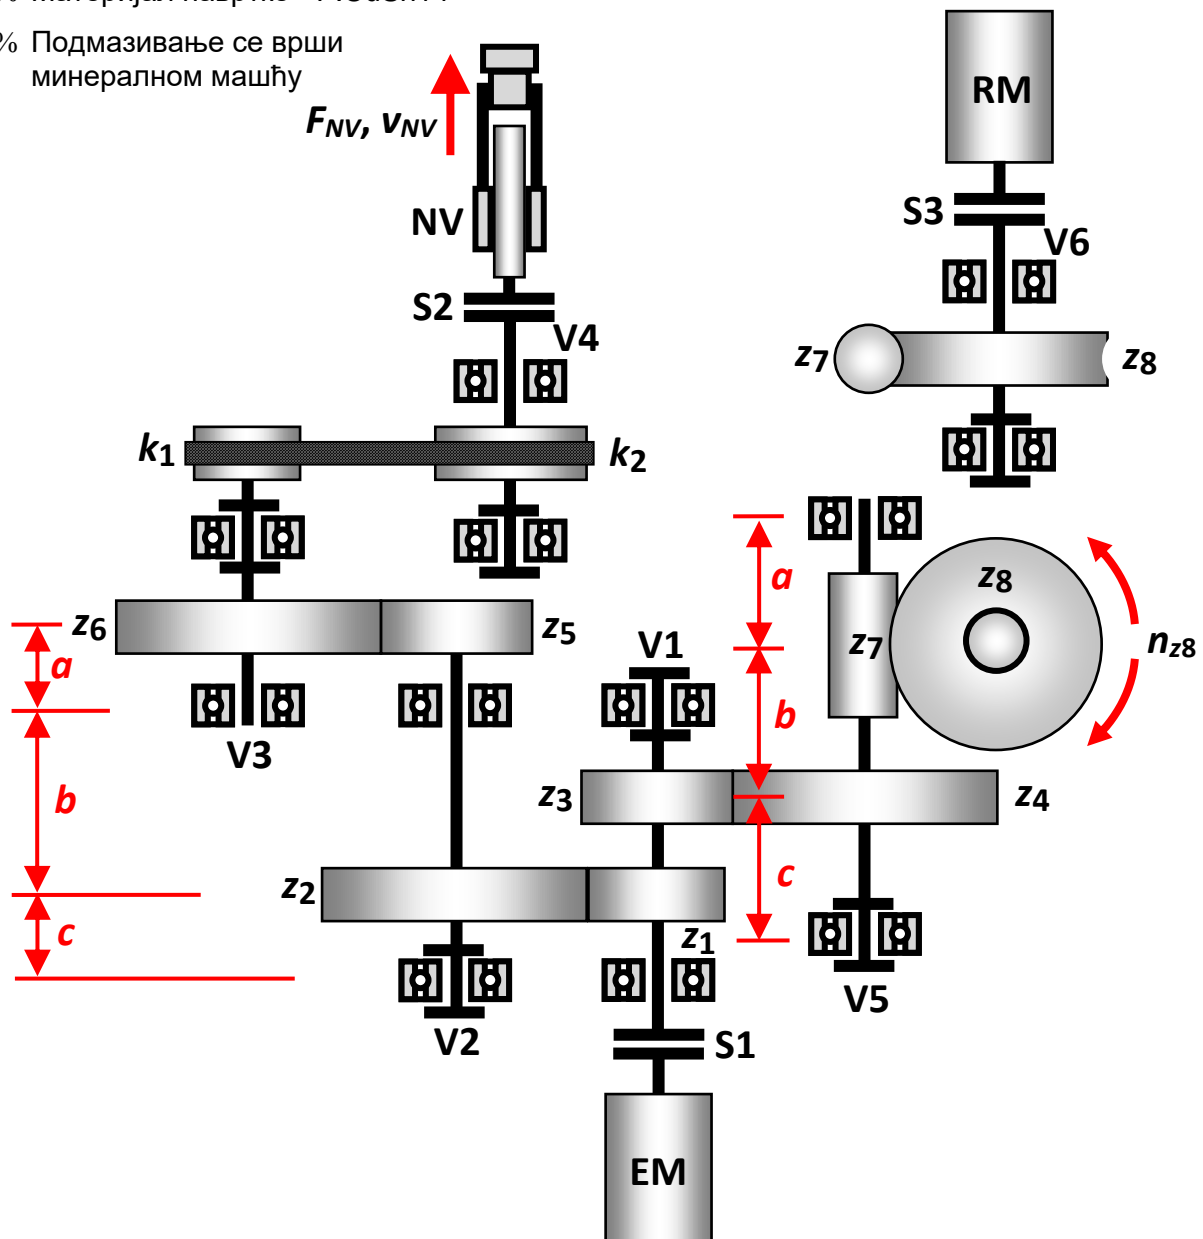 % Подмазивање се врши
минералном машћу
F_NV, v_NV
NV
S2
V4
k1
k2
z6
z5
a
b
c
V3
z2
z1
V2
V1
z3
z4
S1
EM
RM
S3
V6
z7
z8
a
b
c
z7
z8
n_z8
V5